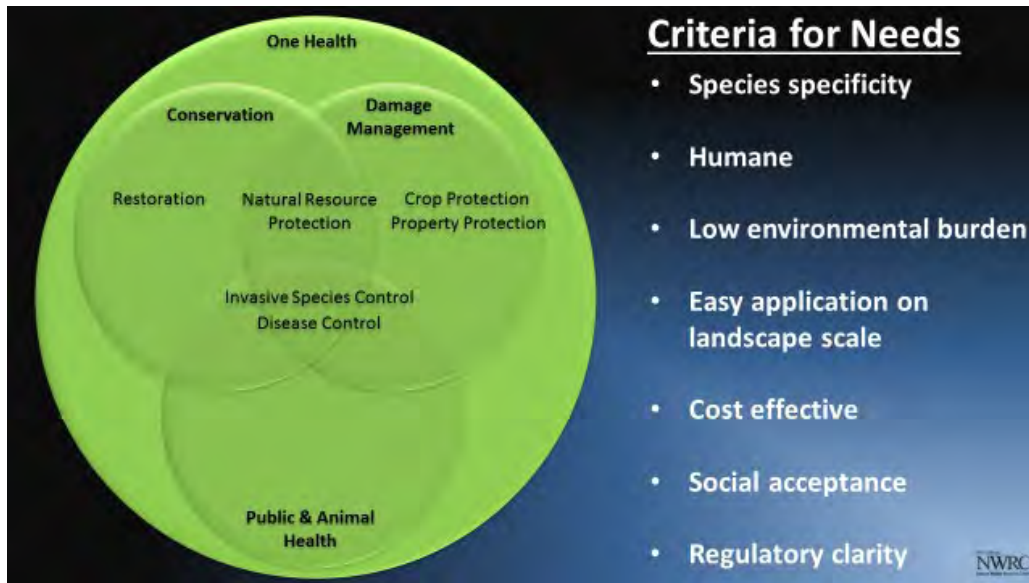 One Health
Conservation
Damage
Management
Restoration
Natural Resource
Protection
Crop Protection
Property Protection
Invasive Species Control
Disease Control
Public & Animal
Health
Criteria for Needs
• Species specificity
• Humane
• Low environmental burden
• Easy application on
landscape scale
• Cost effective
• Social acceptance
• Regulatory clarity
NWRC